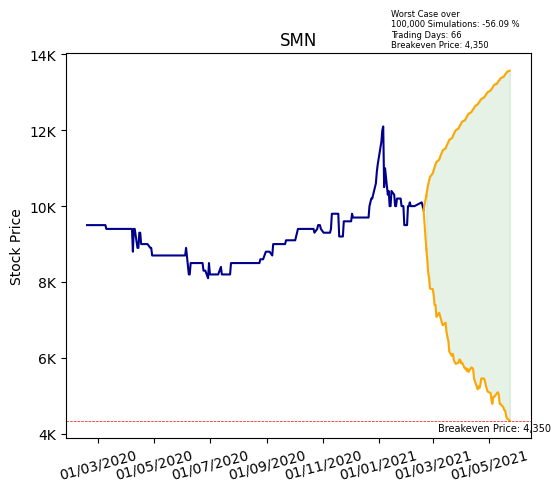 Worst Case over
100,000 Simulations: -56.09 %
Trading Days: 66
Breakeven Price: 4,350
SMN
14K
12K
10K
8K
6K
4K
Stock Price
Breakeven Price: 4,350
01/03/2020
01/05/2020
01/07/2020
01/09/2020
01/11/2020
01/01/2021
01/03/2021
01/05/2021